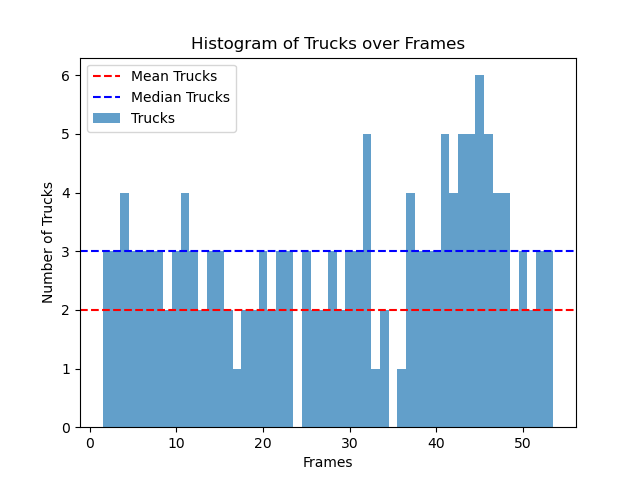 Histogram of Trucks over Frames
Mean Trucks
Median Trucks
Trucks
Number of Trucks
6
5
4
3
2
1
0
0 10 20 30 40 50
Frames